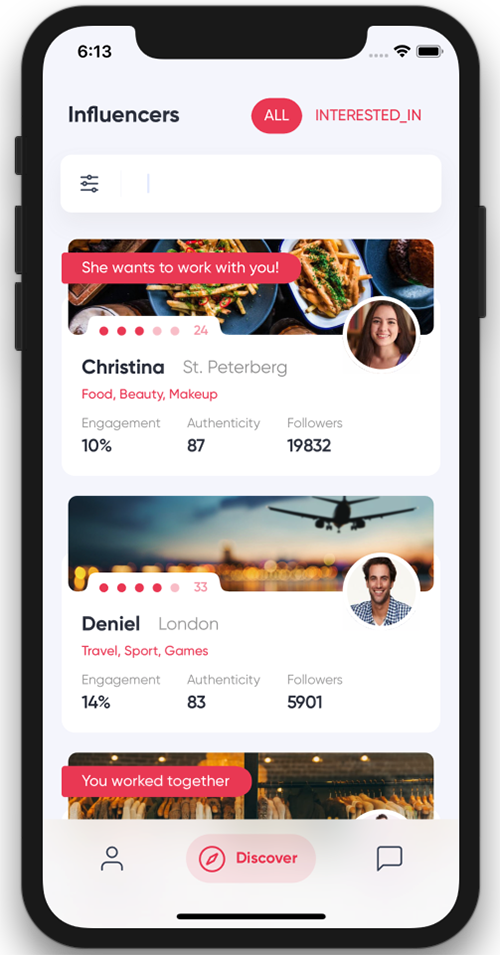 6:13
Influencers
ALL
INTERESTED_IN
She wants to work with you!
24
Christina St. Peterberg
Food, Beauty, Makeup
Engagement Authenticity Followers
10% 87 19832
33
Deniel London
Travel, Sport, Games
Engagement Authenticity Followers
14% 83 5901
You worked together
Discover